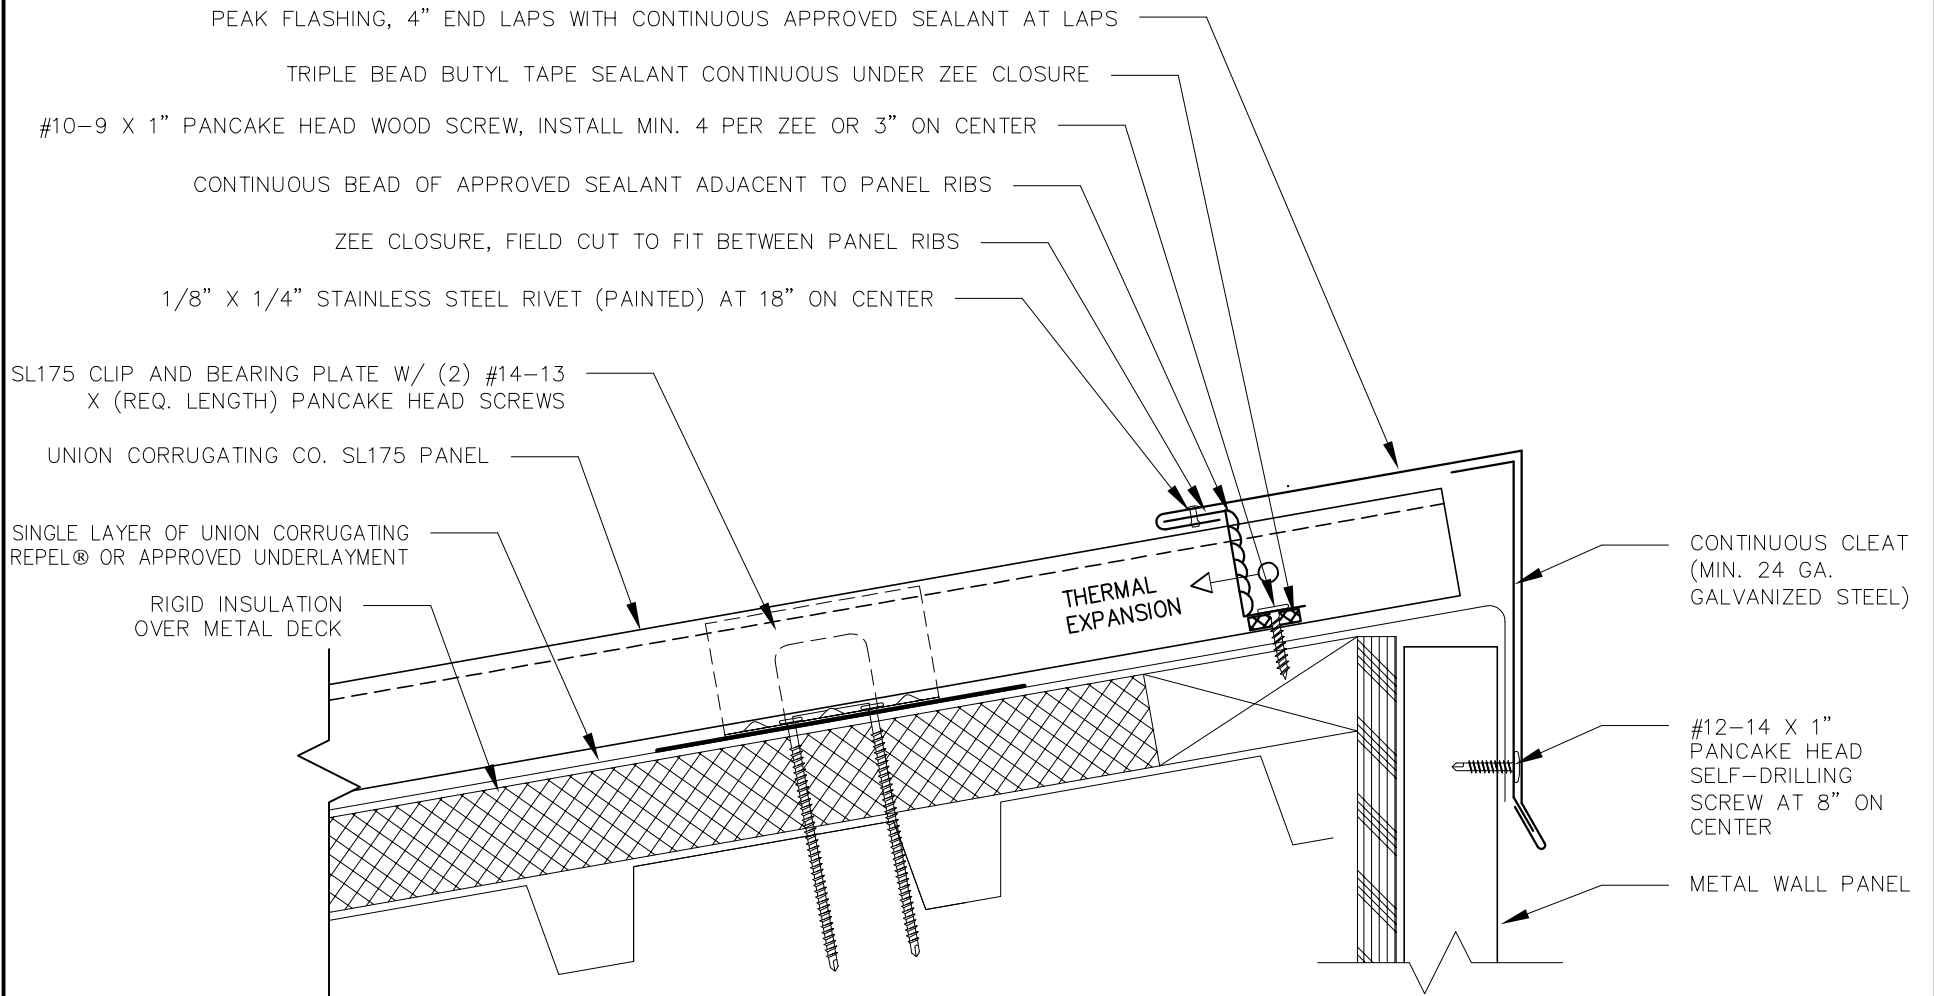 PEAK FLASHING, 4” END LAPS WITH CONTINUOUS APPROVED SEALANT AT LAPS
TRIPLE BEAD BUTYL TAPE SEALANT CONTINUOUS UNDER ZEE CLOSURE
#10-9 X 1” PANCAKE HEAD WOOD SCREW, INSTALL MIN. 4 PER ZEE OR 3” ON CENTER
CONTINUOUS BEAD OF APPROVED SEALANT ADJACENT TO PANEL RIBS
ZEE CLOSURE, FIELD CUT TO FIT BETWEEN PANEL RIBS
1/8” X 1/4” STAINLESS STEEL RIVET (PAINTED) AT 18” ON CENTER
SL175 CLIP AND BEARING PLATE W/ (2) #14-13
X (REQ. LENGTH) PANCAKE HEAD SCREWS
UNION CORRUGATING CO. SL175 PANEL
SINGLE LAYER OF UNION CORRUGATING
REPEL® OR APPROVED UNDERLAYMENT
RIGID INSULATION
OVER METAL DECK
THERMAL
EXPANSION
CONTINUOUS CLEAT
(MIN. 24 GA.
GALVANIZED STEEL)
#12-14 X 1”
PANCAKE HEAD
SELF-DRILLING
SCREW AT 8” ON
CENTER
METAL WALL PANEL